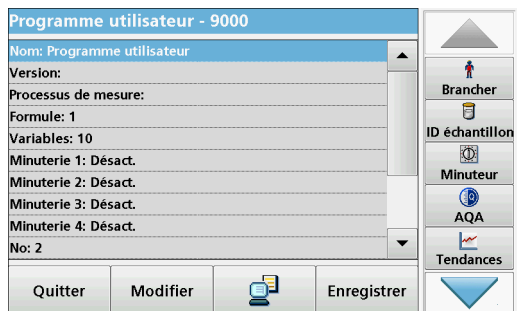 Programme utilisateur - 9000
Nom: Programme utilisateur
Version:
Processus de mesure:
Formule: 1
Variables: 10
Minuterie 1: Désact.
Minuterie 2: Désact.
Minuterie 3: Désact.
Minuterie 4: Désact.
No: 2
Quitter
Modifier
Enregistrer
Brancher
ID échantillon
Minuteur
AQA
Tendances